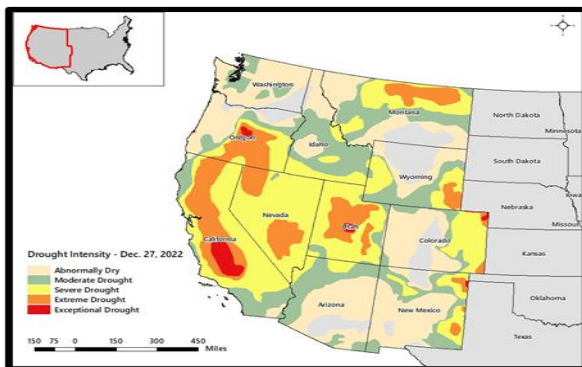 Washington
Montana
North Dakota
Minnesota
Oregon
Idaho
South Dakota
Wyoming
Iowa
Nebraska
Nevada
Utah
Missouri
Colorado
California
Kansas
Drought Intensity - Dec. 27, 2022
Abnormally Dry
Moderate Drought
Severe Drought
Extreme Drought
Exceptional Drought
Arizona
New Mexico
Oklahoma
Texas
150 75 0 150 300 450
Miles